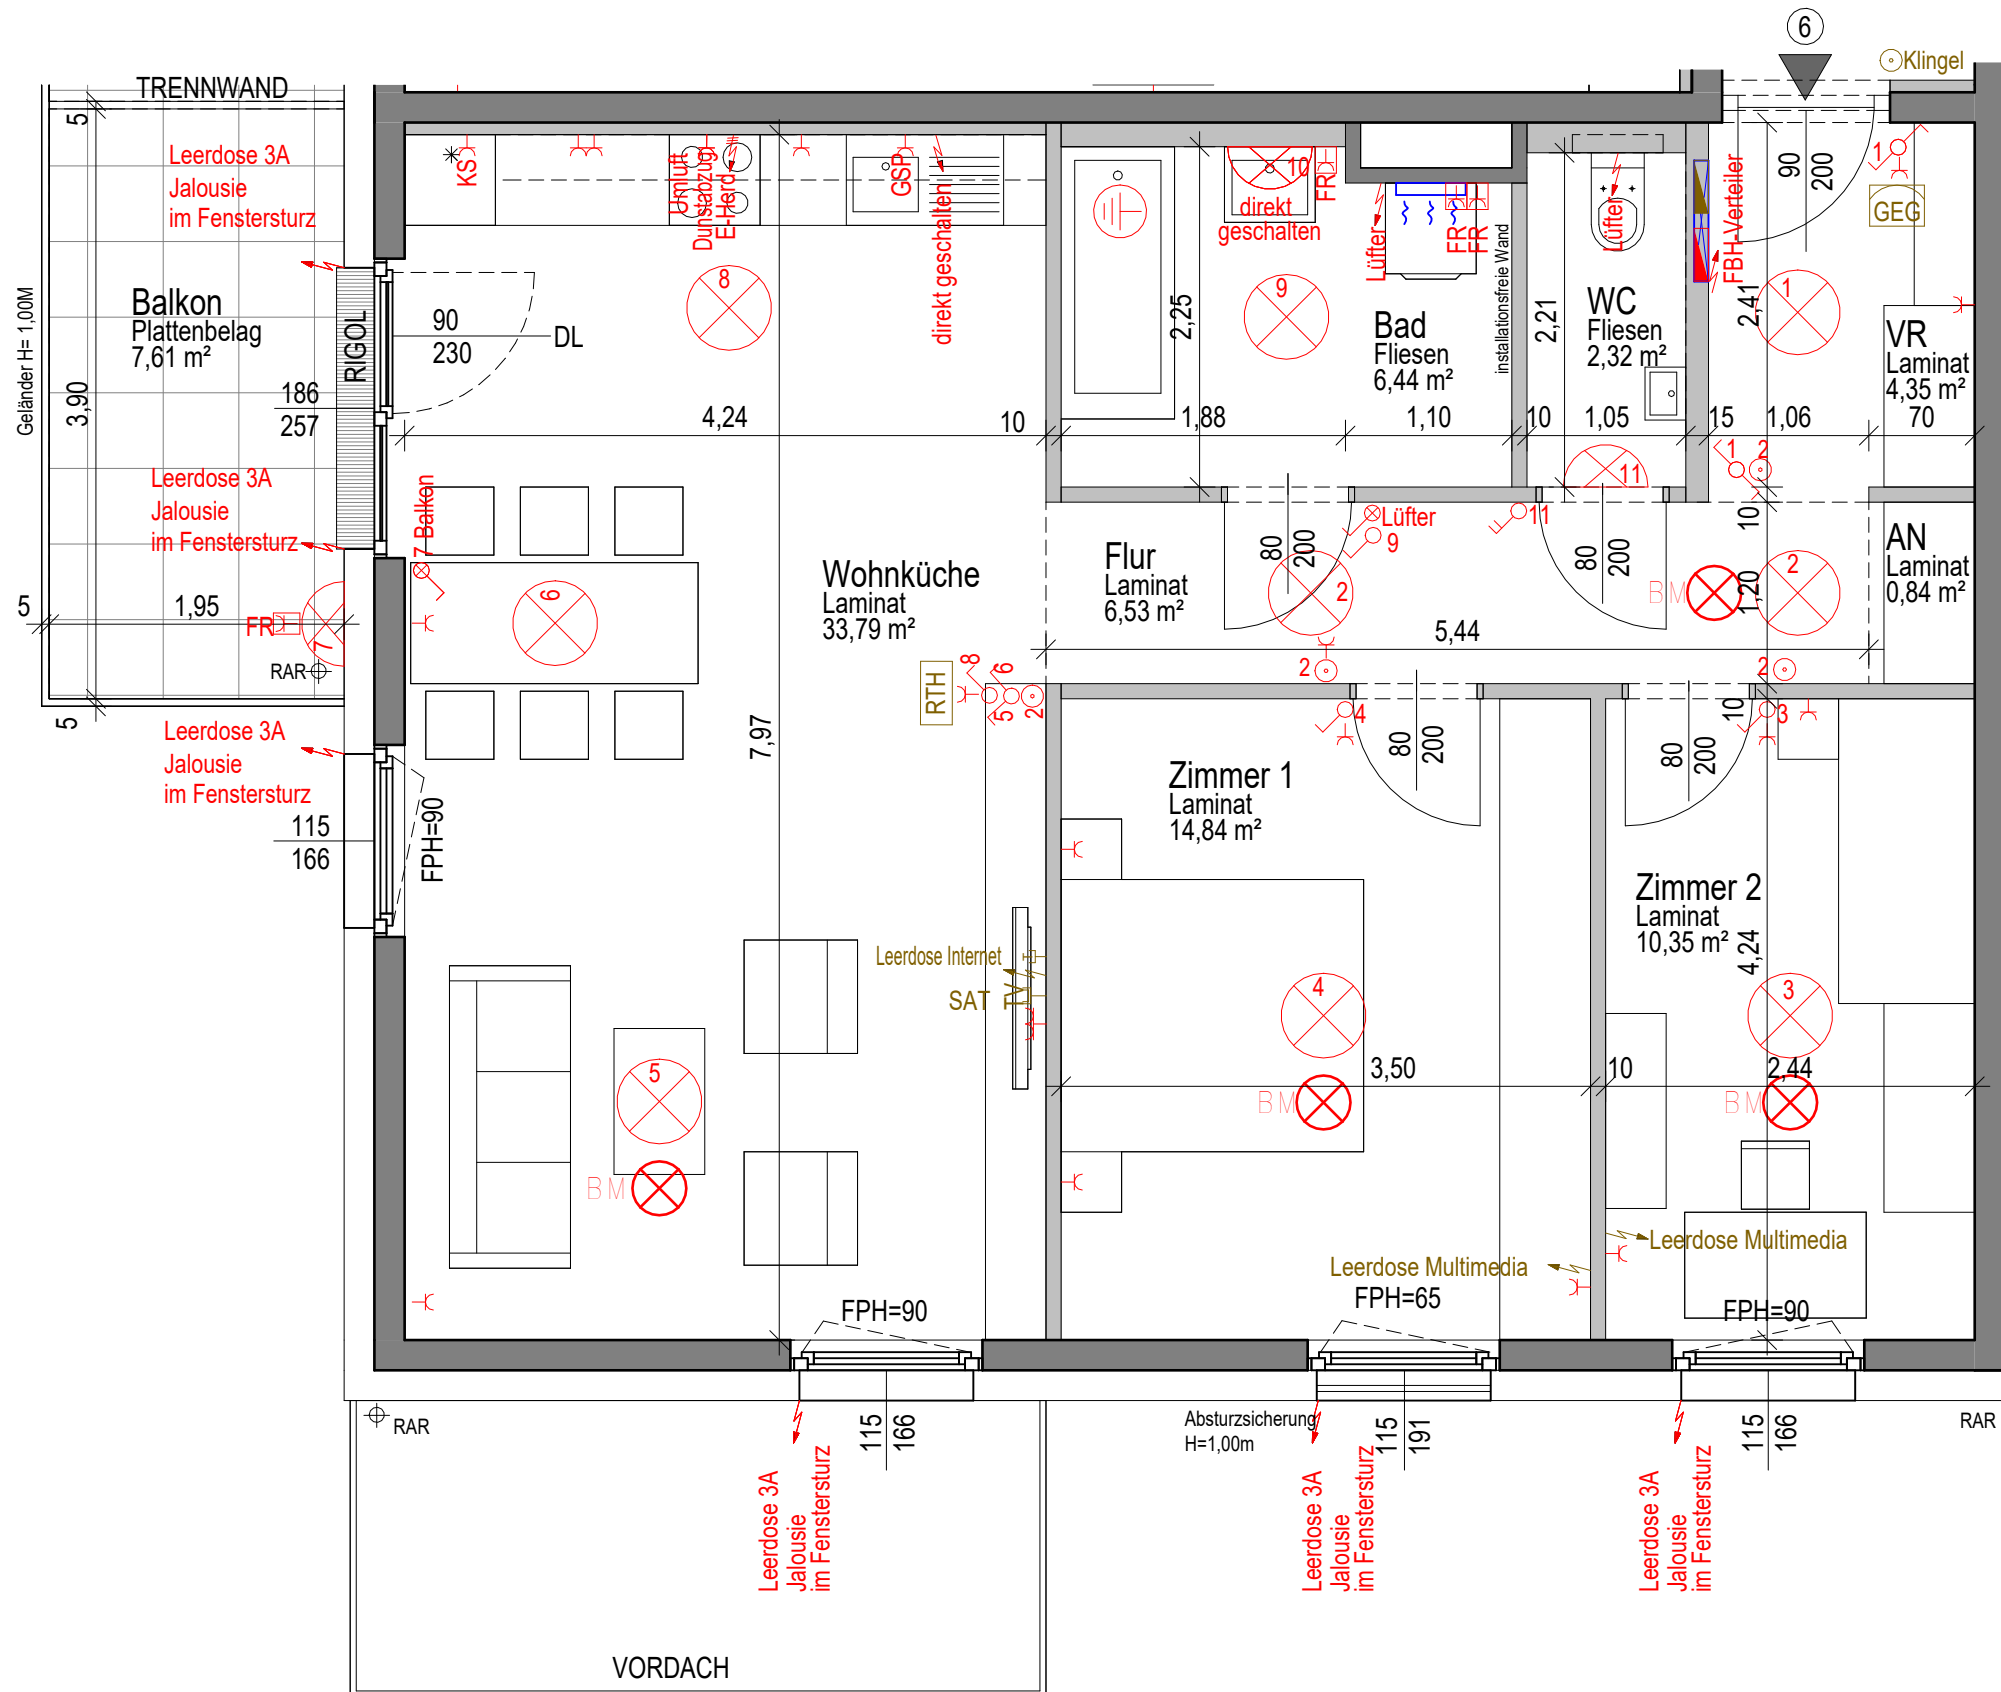 6
Klingel
TRENNWAND
5
Leerdose 3A
Jalousie
im Fenstersturz
KS
Umluft
Dunstabzug
E-Herd
GSP
direkt geschalten
10
FR
direkt
geschalten
Lüfter
FR
FR
installationsfreie Wand
Lüfter
FBH-Verteiler
90
200
1
GEG
Balkon
Plattenbelag
7,61 m²
Geländer H= 1,00M
3,90
RIGOL
186
257
90
230
DL
8
9
2,25
Bad
Fliesen
6,44 m²
2,21
WC
Fliesen
2,32 m²
2,41
1
VR
Laminat
4,35 m²
4,24
10
1,88
1,10
10
1,05
15
1,06
70
Leerdose 3A
Jalousie
im Fenstersturz
7 Balkon
11
1
2
Lüfter
9
11
10
80
200
80
200
Wohnküche
Laminat
33,79 m²
Flur
Laminat
6,53 m²
2
BM
1,20
2
AN
Laminat
0,84 m²
5
1,95
FR
7
6
RAR
5,44
5
RTH
8
6
5
2
2
2
Leerdose 3A
Jalousie
im Fenstersturz
115
166
FPH=90
7,97
4
80
200
10
3
80
200
Zimmer 1
Laminat
14,84 m²
Zimmer 2
Laminat
10,35 m²
4,24
Leerdose Internet
SAT
TV
4
3
5
3,50
10
2,44
BM
BM
BM
Leerdose Multimedia
Leerdose Multimedia
FPH=90
FPH=65
FPH=90
RAR
115
166
Absturzsicherung
H=1,00m
115
191
115
166
RAR
Leerdose 3A
Jalousie
im Fenstersturz
Leerdose 3A
Jalousie
im Fenstersturz
Leerdose 3A
Jalousie
im Fenstersturz
VORDACH